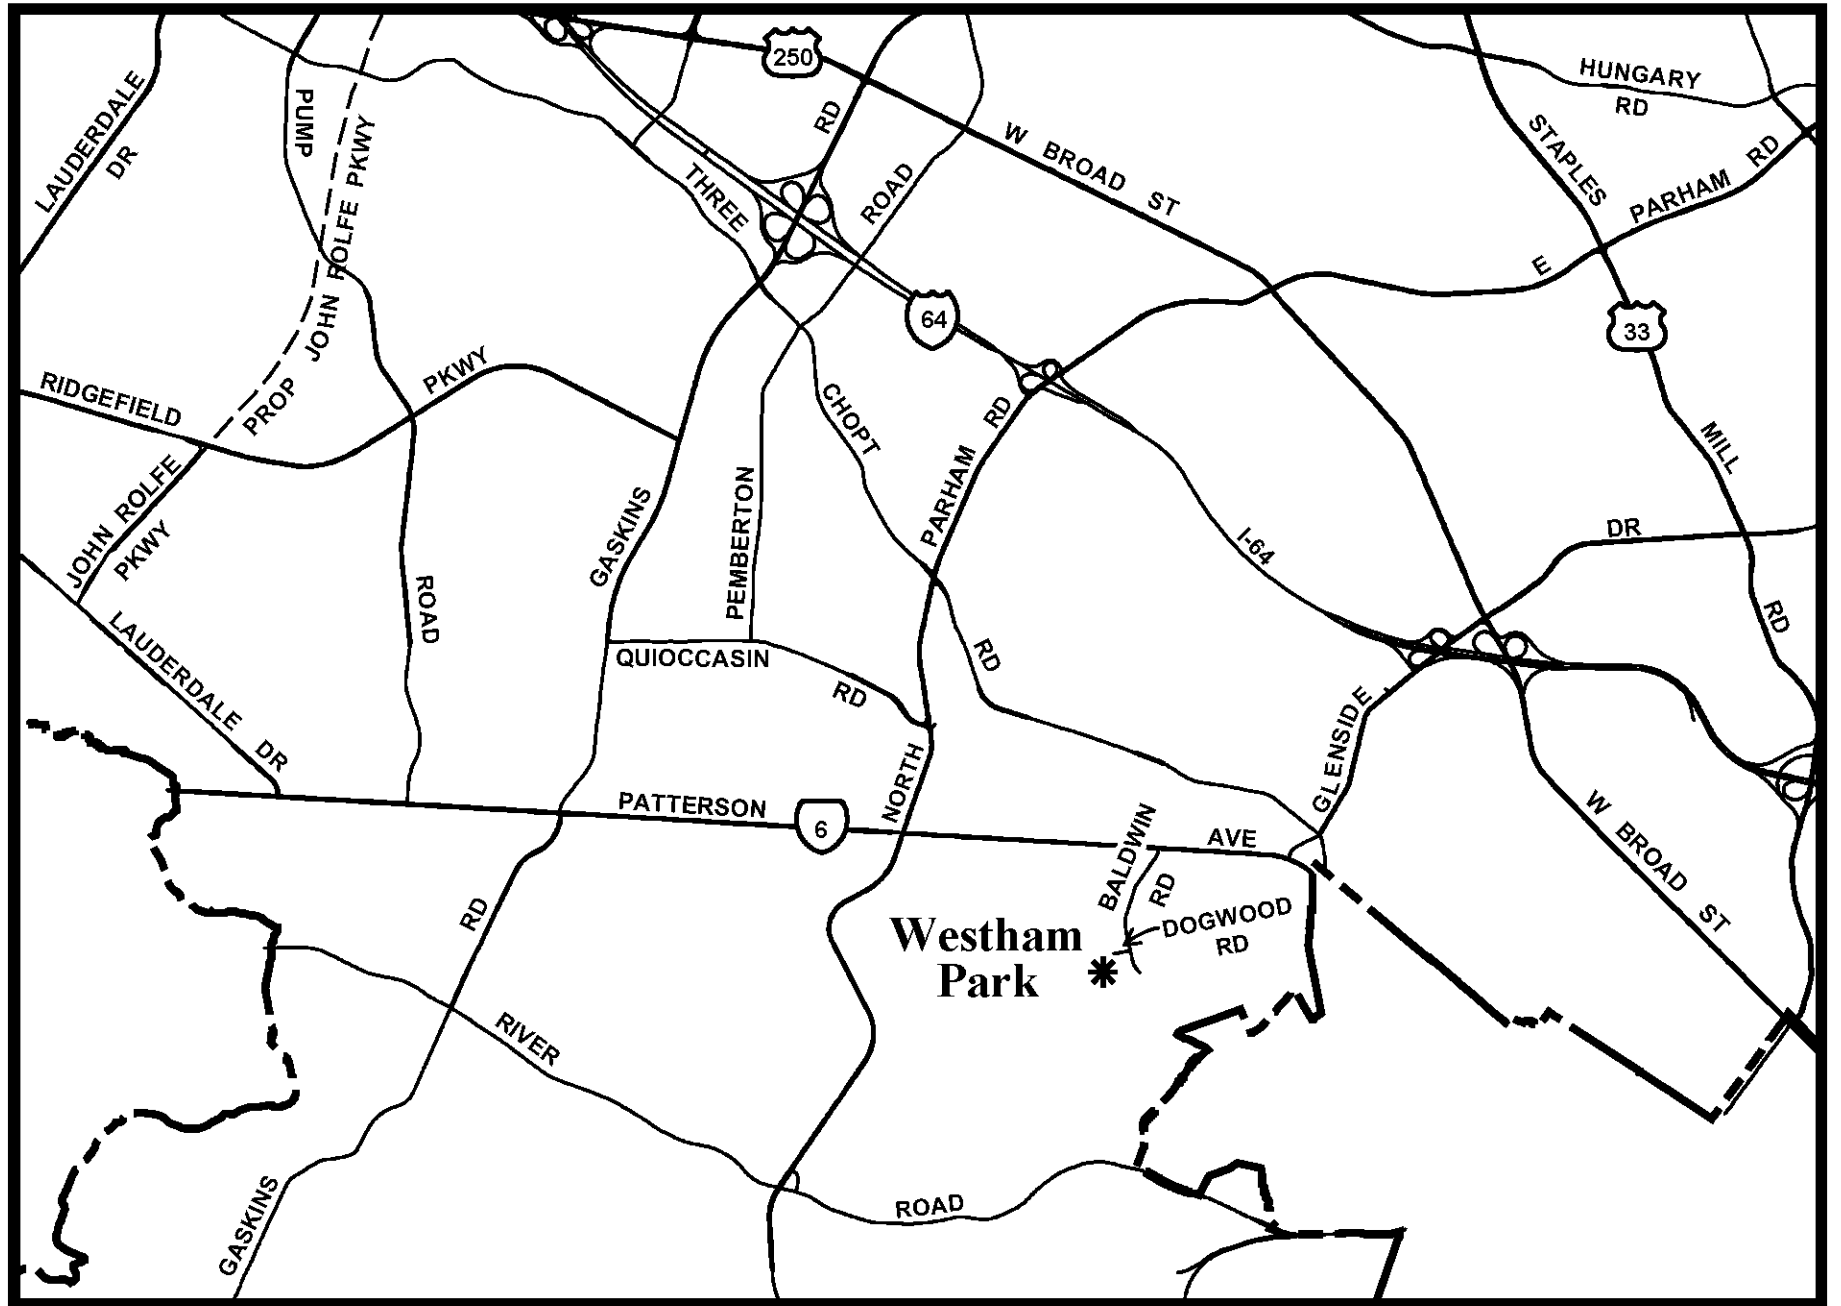 250
HUNGARY
RD
LAUDERDALE
DR
PUMP
JOHN ROLFE PKWY
PROP
RD
W BROAD ST
STAPLES
PARHAM RD
E
THREE
ROAD
64
33
RIDGEFIELD
PKWY
CHOPT
RD
PARHAM
MILL
JOHN ROLFE
PKWY
GASKINS
PEMBERTON
I-64
DR
ROAD
RD
LAUDERDALE DR
QUIOCCASIN
RD
RD
GLENSIDE
NORTH
PATTERSON
6
AVE
BALDWIN
RD
W BROAD ST
RD
Westham
Park
DOGWOOD
RD
RIVER
ROAD
GASKINS